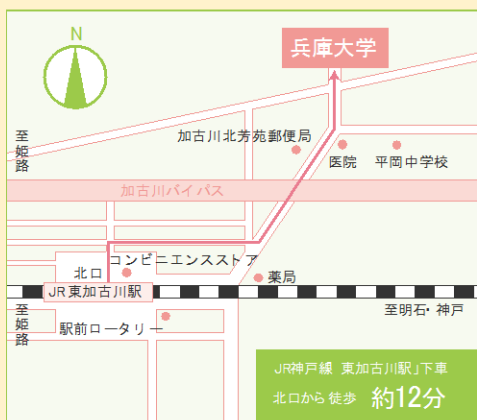 N
兵庫大学
至姫路
加古川北芳苑郵便局
医院
平岡中学校
加古川バイパス
コンビニエンスストア
北口
薬局
JR東加古川駅
至姫路
至明石・神戸
駅前ロータリー
JR神戸線 東加古川駅」下車
北口から徒歩 約12分